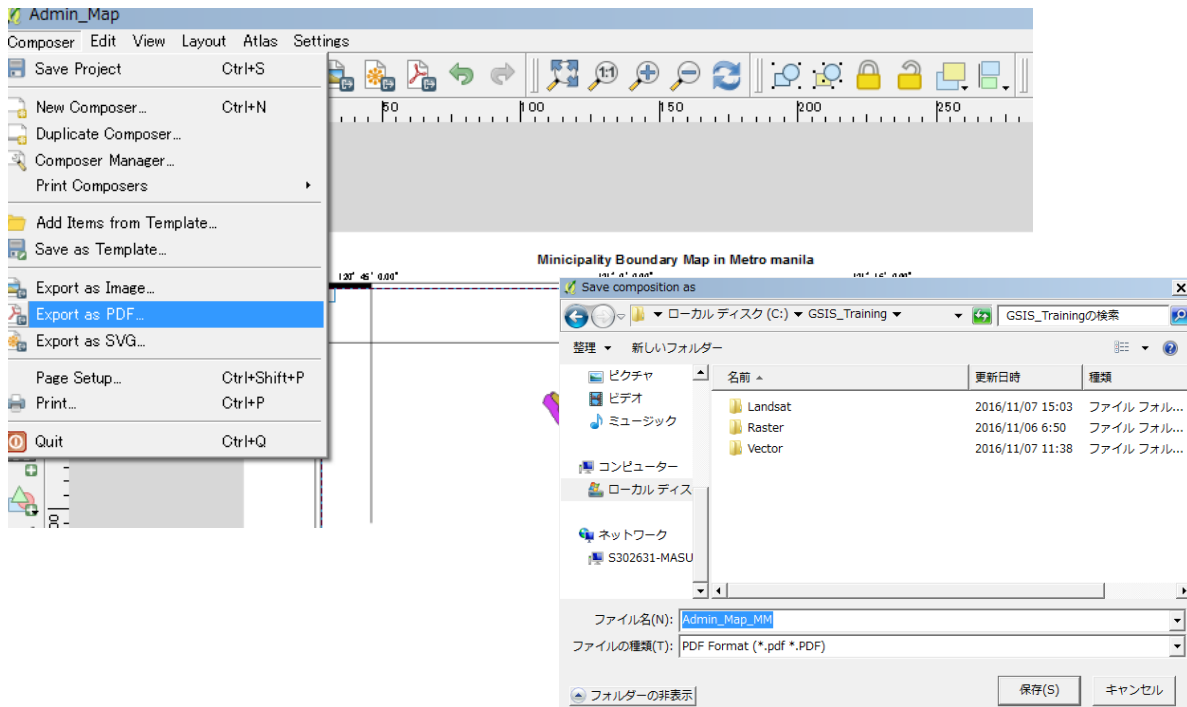 Admin_Map
Composer Edit View Layout Atlas Settings
Save Project Ctrl+S
New Composer... Ctrl+N
Duplicate Composer...
Composer Manager...
Print Composers
Add Items from Template...
Save as Template...
Export as Image...
Export as PDF...
Export as SVG...
Page Setup... Ctrl+Shift+P
Print... Ctrl+P
Quit Ctrl+Q
1:1
50 100 150 200 250
Minicipality Boundary Map in Metro manila
120° 45' 0.00"
Save composition as
ローカル ディスク (C:) GSIS_Training
GSIS_Trainingの検索
整理 新しいフォルダー
ピクチャ
ビデオ
ミュージック
コンピューター
ローカル ディス
ネットワーク
S302631-MASU
名前 更新日時 種類
Landsat 2016/11/07 15:03 ファイル フォル...
Raster 2016/11/06 6:50 ファイル フォル...
Vector 2016/11/07 11:38 ファイル フォル...
ファイル名(N): Admin_Map_MM
ファイルの種類(T): PDF Format (*.pdf *.PDF)
フォルダーの非表示
保存(S) キャンセル